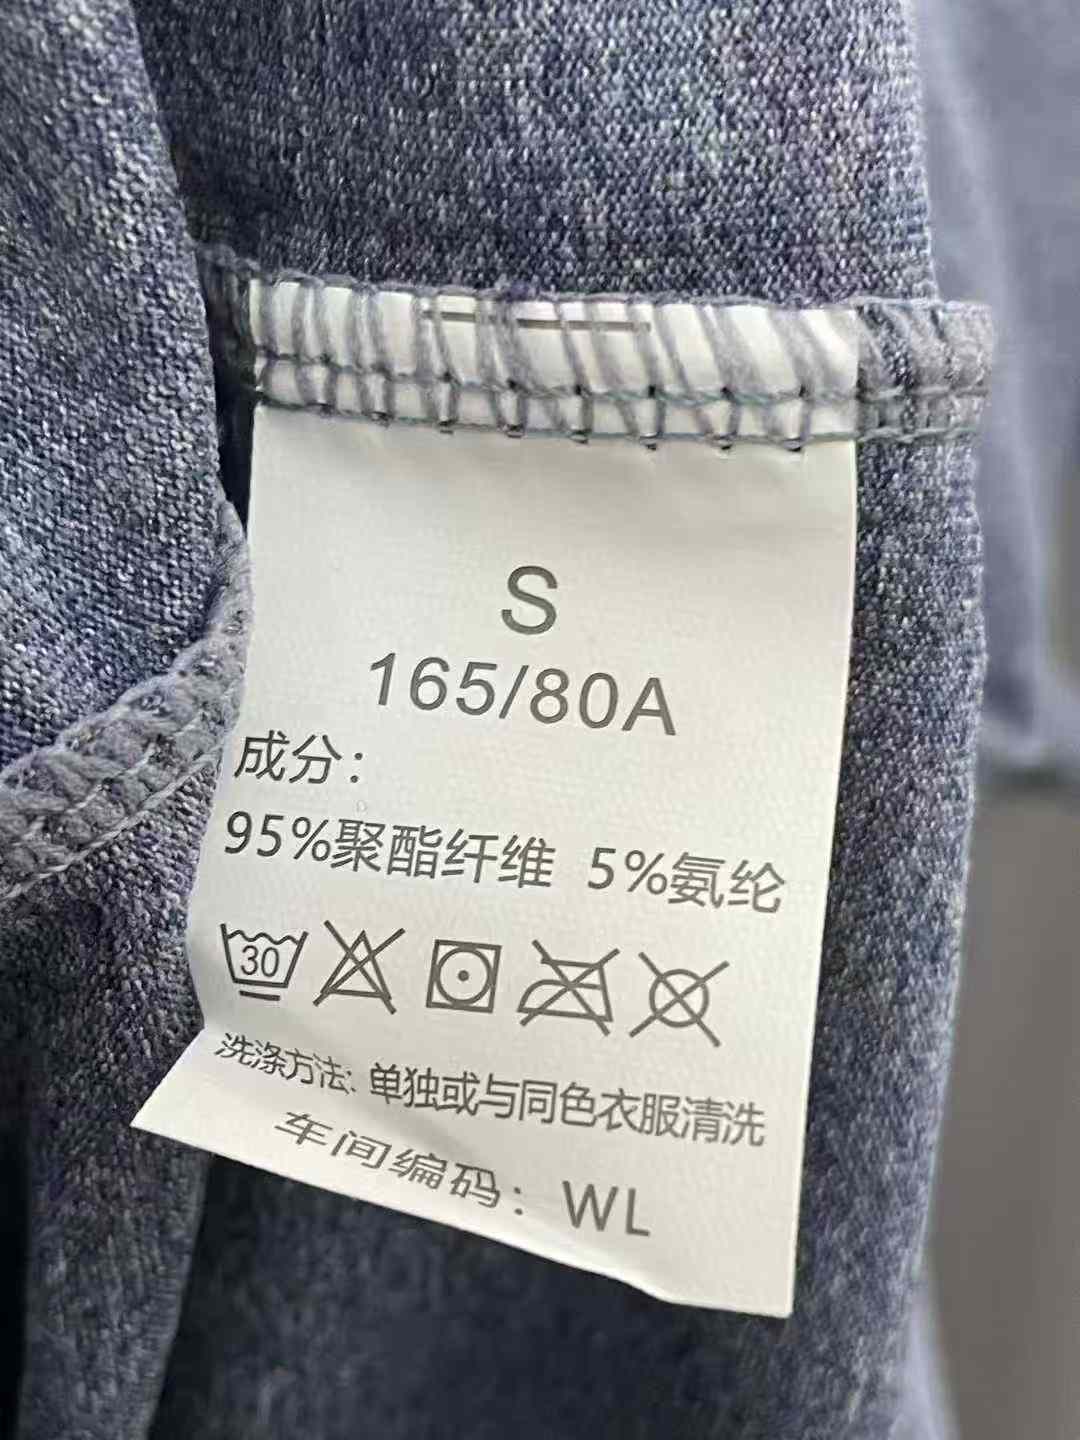 S
165/80A
成分：
95%聚酯纤维 5%氨纶
30
洗涤方法: 单独或与同色衣服清洗
车间编码：WL